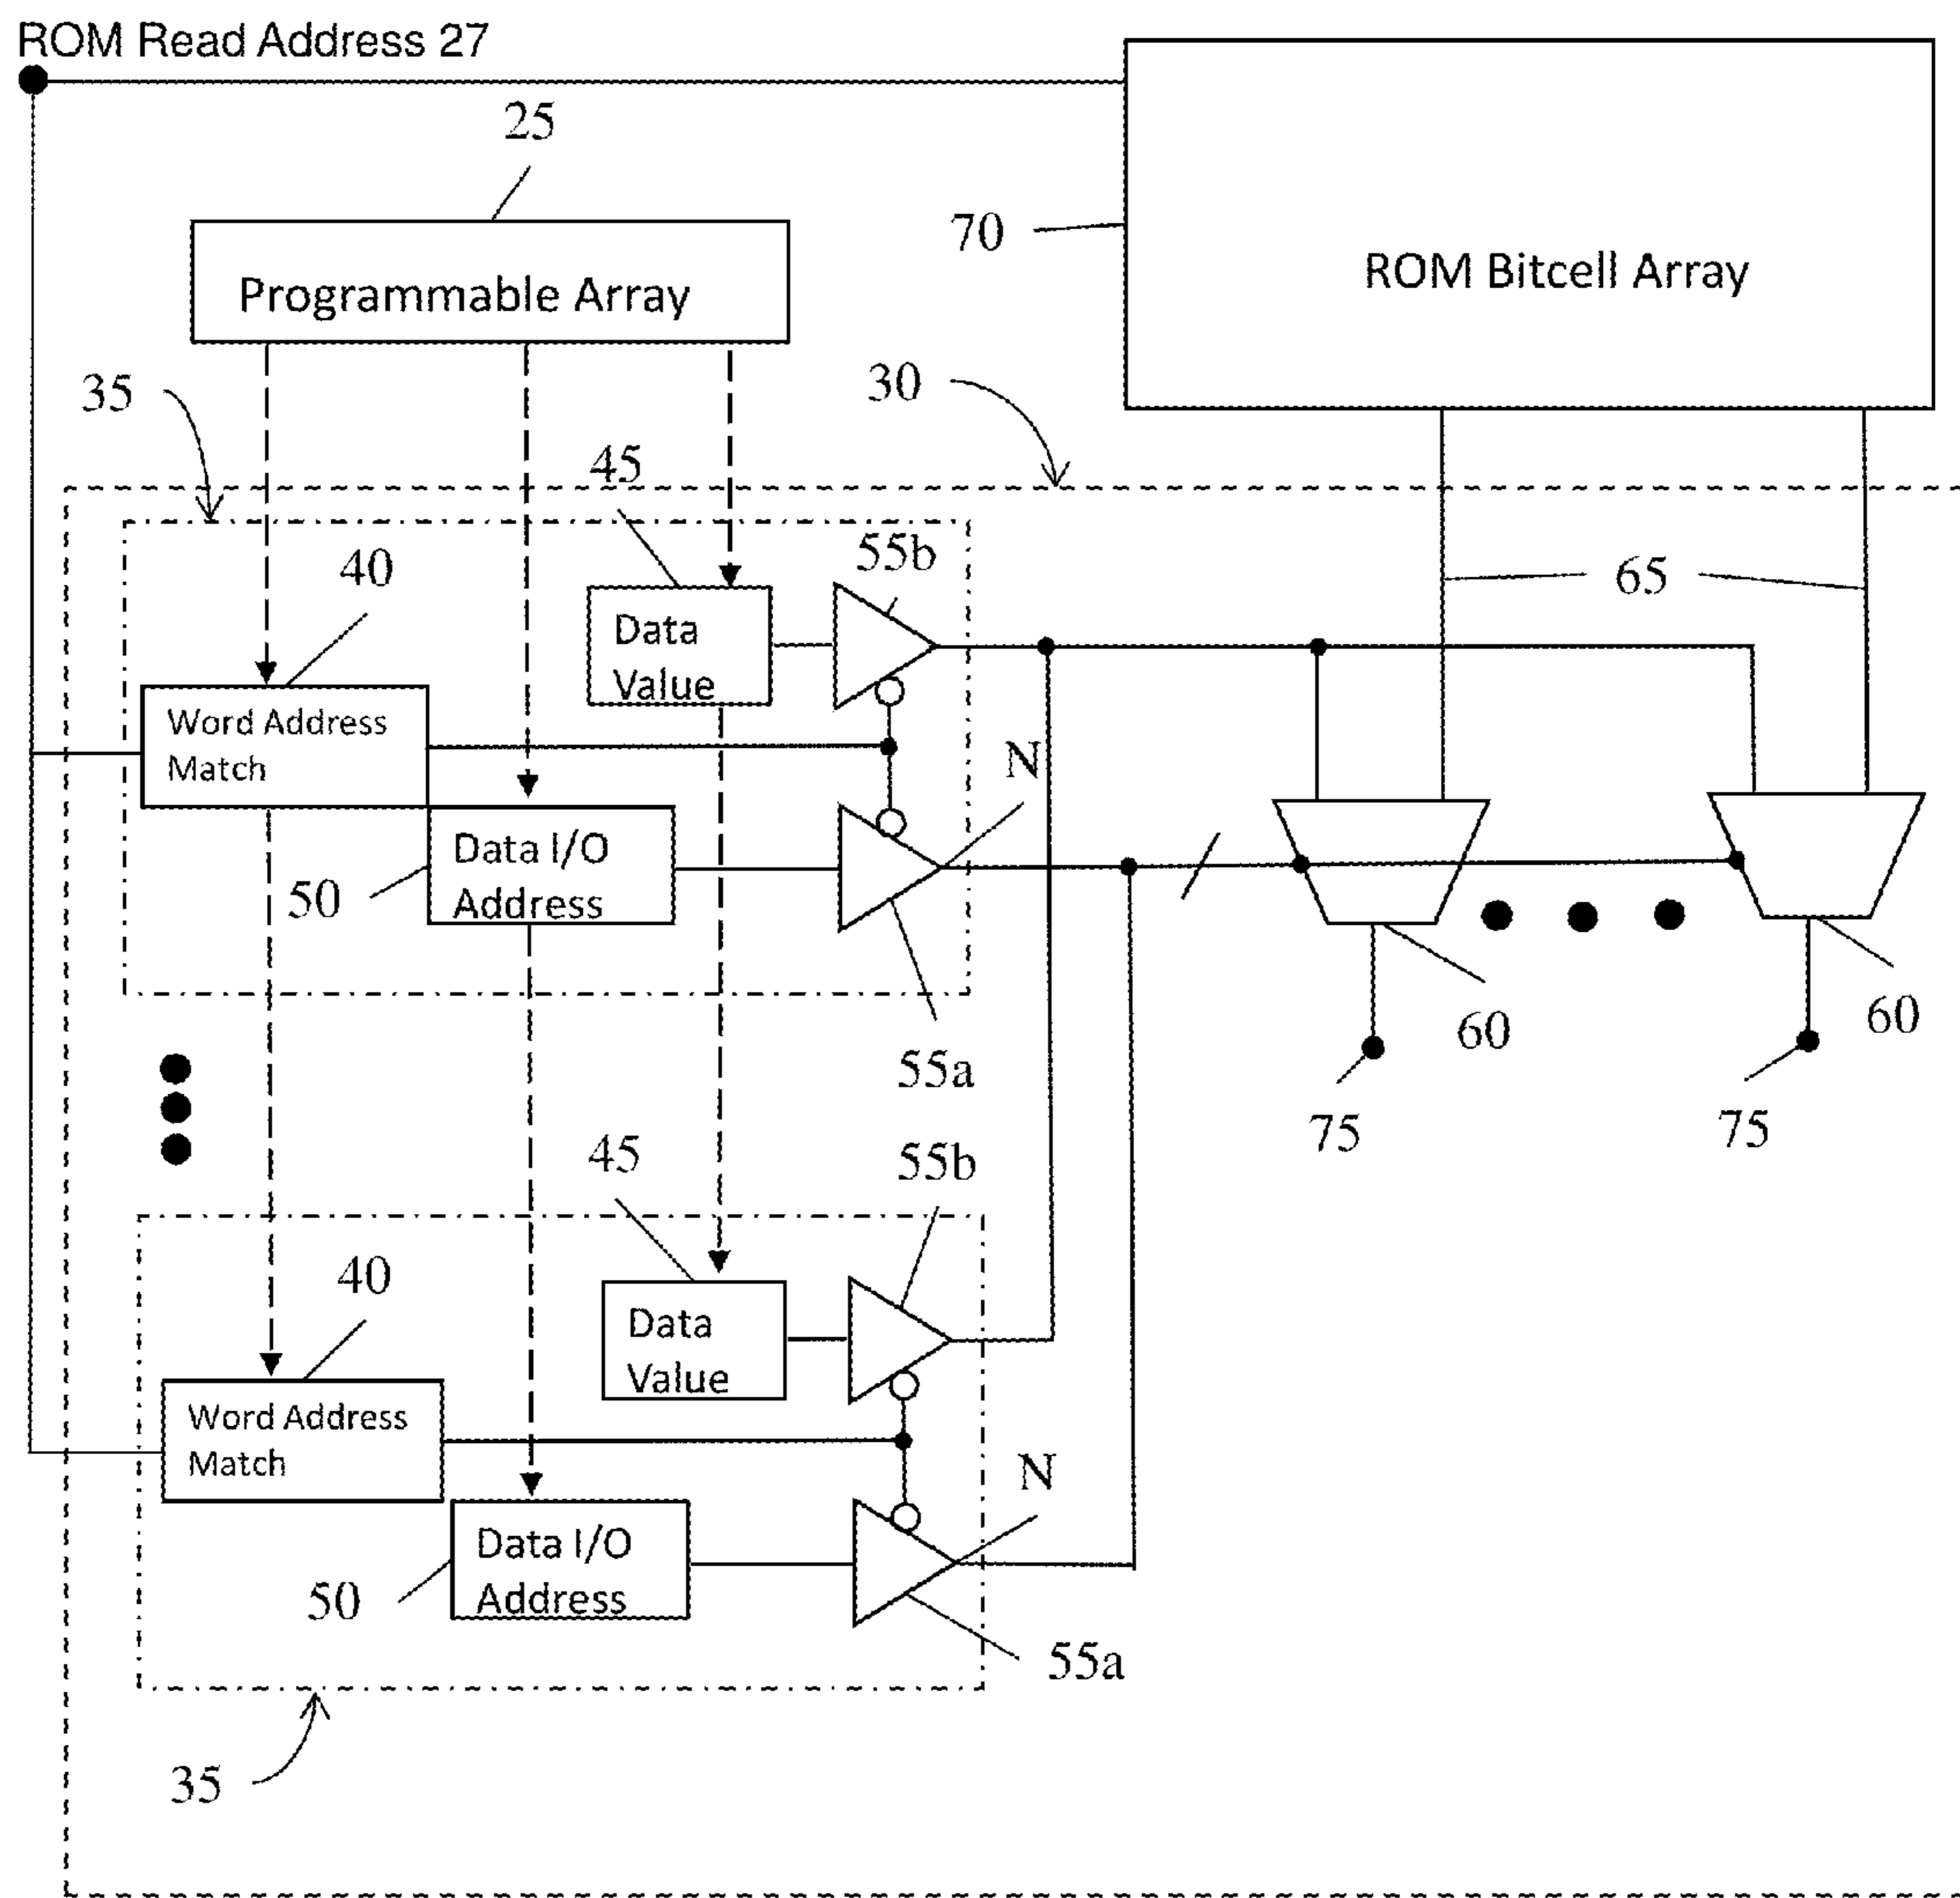 ROM Read Address 27
25
Programmable Array
70
ROM Bitcell Array
35
30
45
40
55b
65
Data
Value
Word Address
Match
N
Data I/O
Address
50
60
60
55a
75
75
45
55b
40
Data
Value
Word Address
Match
N
Data I/O
Address
50
55a
35